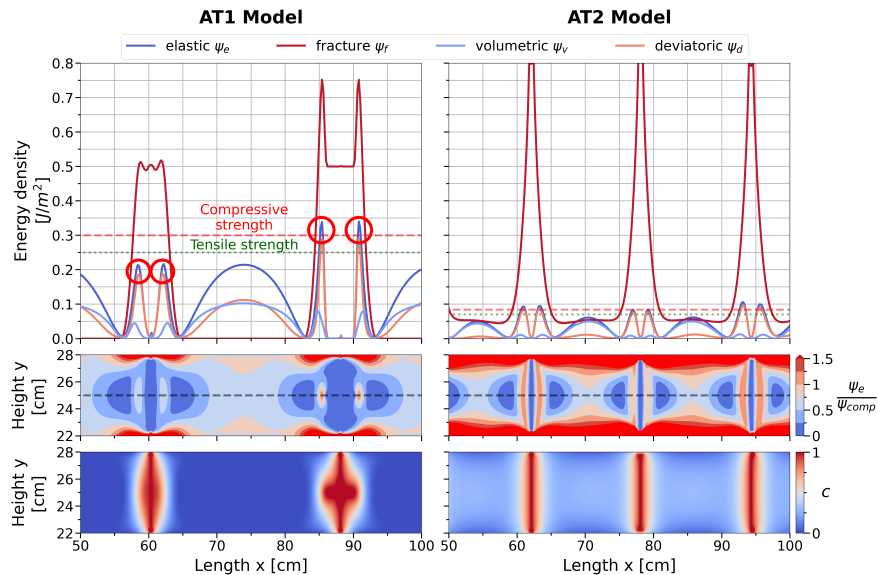 AT1 Model
AT2 Model
elastic ψe
fracture ψf
volumetric ψv
deviatoric ψd
Energy density
[J/m²]
0.8
0.7
0.6
0.5
0.4
0.3
0.2
0.1
0.0
Compressive
strength
Tensile strength
Height y
[cm]
28
26
24
22
1.5
1
0.5
0
ψe
ψcomp
Height y
[cm]
28
26
24
22
50 60 70 80 90 100
Length x [cm]
50 60 70 80 90 100
Length x [cm]
1
0
c